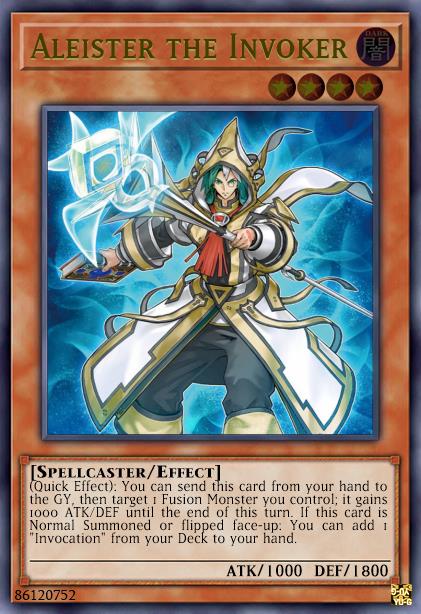 ALEISTER THE INVOKER
DARK
闇
[SPELLCASTER/EFFECT]
(Quick Effect): You can send this card from your hand to
the GY, then target 1 Fusion Monster you control; it gains
1000 ATK/DEF until the end of this turn. If this card is
Normal Summoned or flipped face-up: You can add 1
"Invocation" from your Deck to your hand.
ATK/1000 DEF/1800
86120752